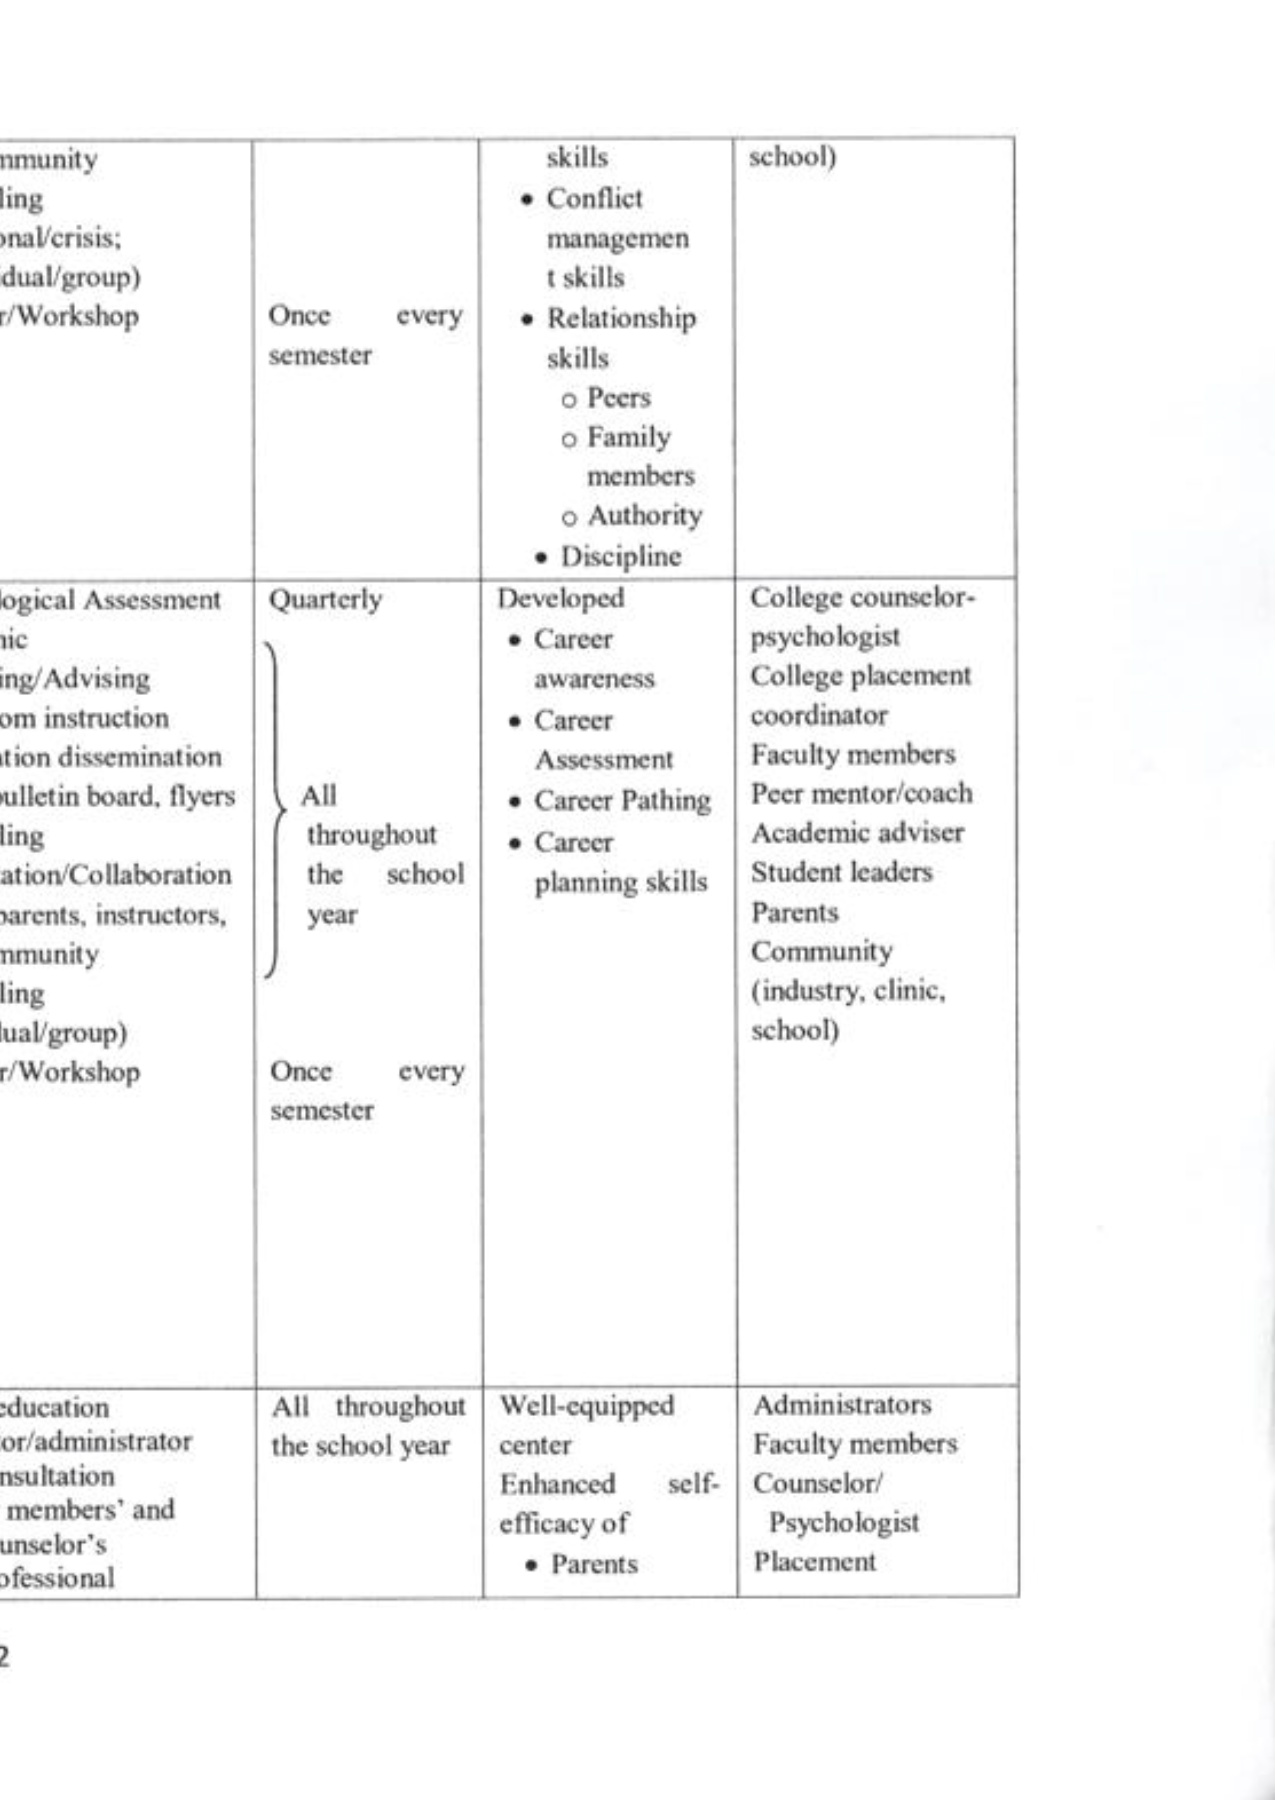 mmunity
ling
onal/crisis;
idual/group)
r/Workshop
Once every
semester
skills
• Conflict
managemen
t skills
• Relationship
skills
o Peers
o Family
members
o Authority
• Discipline
school)
logical Assessment
nic
ing/Advising
om instruction
ation dissemination
bulletin board, flyers
ling
ation/Collaboration
parents, instructors,
mmunity
ling
dual/group)
r/Workshop
Quarterly
All
throughout
the school
year
Once every
semester
Developed
• Career
awareness
• Career
Assessment
• Career Pathing
• Career
planning skills
College counselor-
psychologist
College placement
coordinator
Faculty members
Peer mentor/coach
Academic adviser
Student leaders
Parents
Community
(industry, clinic,
school)
education
tor/administrator
nsultation
members' and
unselor's
ofessional
All throughout
the school year
Well-equipped
center
Enhanced self-
efficacy of
• Parents
Administrators
Faculty members
Counselor/
Psychologist
Placement
2